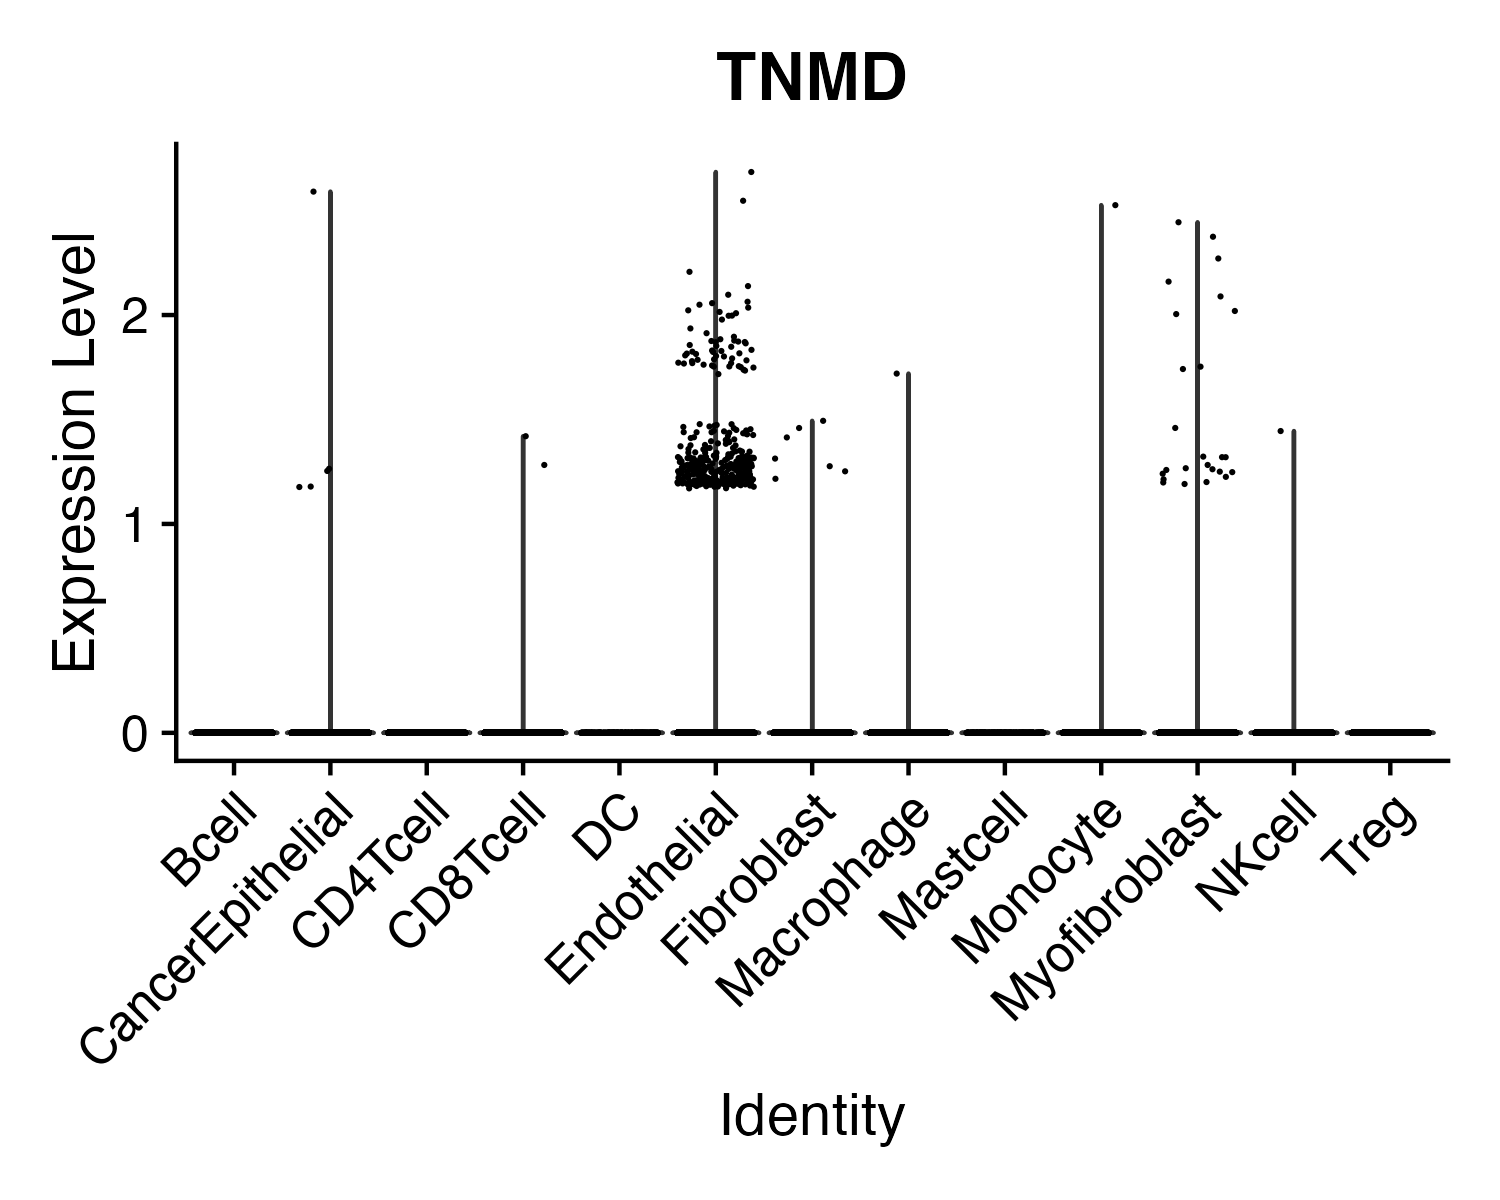 TNMD
Expression Level
2
1
0
Bcell
CancerEpithelial
CD4Tcell
CD8Tcell
DC
Endothelial
Fibroblast
Macrophage
Mastcell
Monocyte
Myofibroblast
NKcell
Treg
Identity